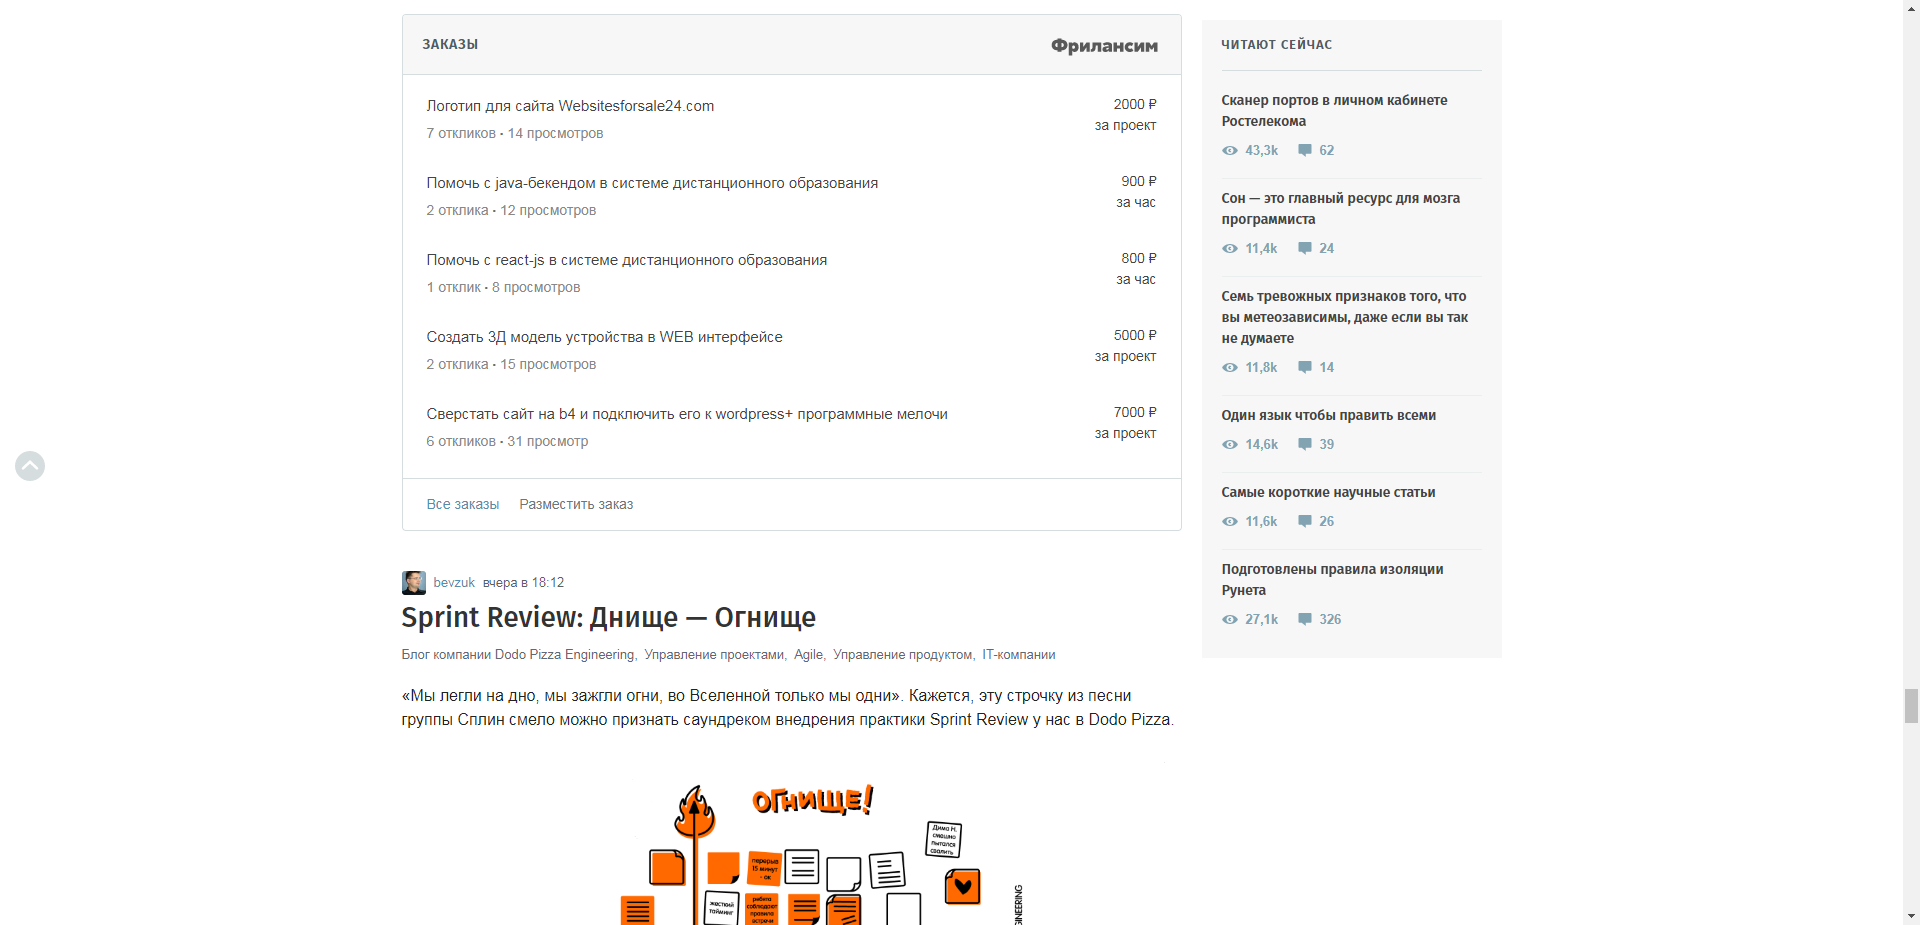 ЗАКАЗЫ
Фрилансим
Логотип для сайта Websitesforsale24.com
2000 ₽
7 откликов • 14 просмотров
за проект
Помочь с java-бекендом в системе дистанционного образования
900 ₽
2 отклика • 12 просмотров
за час
Помочь с react-js в системе дистанционного образования
800 ₽
1 отклик • 8 просмотров
за час
Создать 3Д модель устройства в WEB интерфейсе
5000 ₽
2 отклика • 15 просмотров
за проект
Сверстать сайт на b4 и подключить его к wordpress+ программные мелочи
7000 ₽
6 откликов • 31 просмотр
за проект
Все заказы
Разместить заказ
bevzuk вчера в 18:12
Sprint Review: Днище — Огнище
Блог компании Dodo Pizza Engineering, Управление проектами, Agile, Управление продуктом, IT-компании
«Мы легли на дно, мы зажгли огни, во Вселенной только мы одни». Кажется, эту строчку из песни
группы Сплин смело можно признать саундреком внедрения практики Sprint Review у нас в Dodo Pizza.
ОГНИЩЕ!
Дима Н.
смешно
пытался
свалить
перерыв
15 минут
- ок
жесткий
тайминг
ребята
соблюдают
правила
встречи
ЧИТАЮТ СЕЙЧАС
Сканер портов в личном кабинете
Ростелекома
43,3k 62
Сон — это главный ресурс для мозга
программиста
11,4k 24
Семь тревожных признаков того, что
вы метеозависимы, даже если вы так
не думаете
11,8k 14
Один язык чтобы править всеми
14,6k 39
Самые короткие научные статьи
11,6k 26
Подготовлены правила изоляции
Рунета
27,1k 326